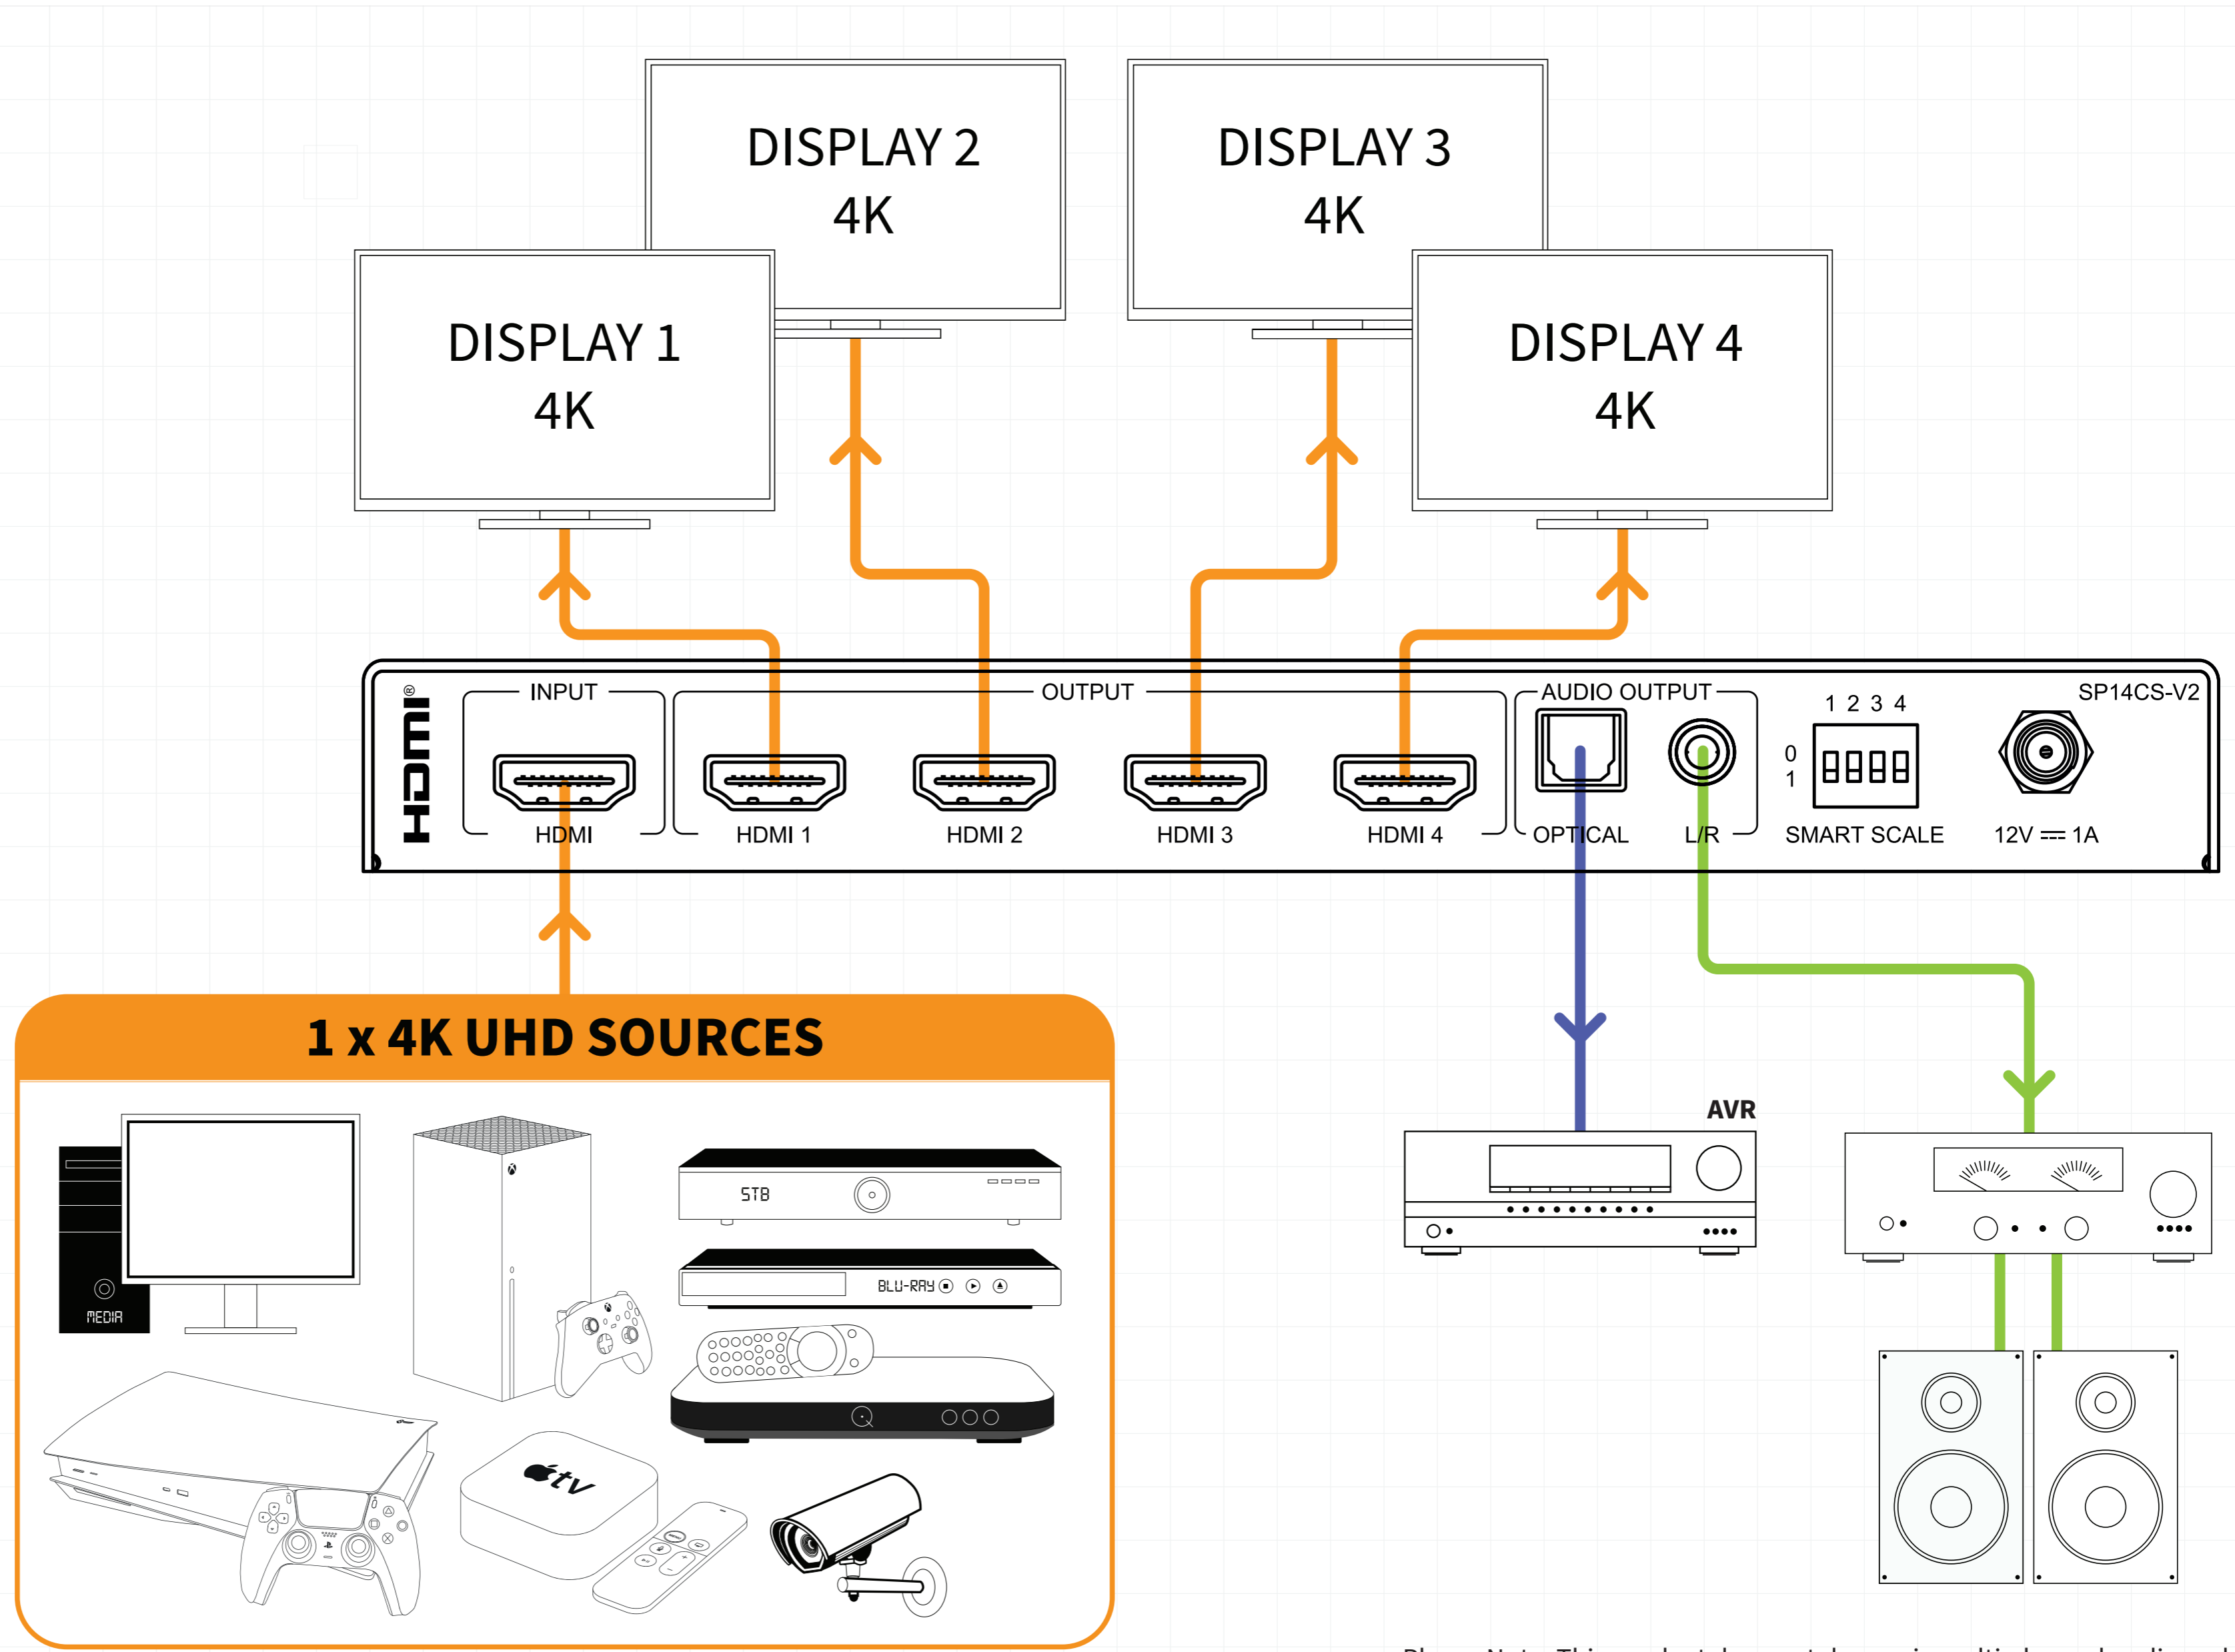 DISPLAY 2
4K
DISPLAY 3
4K
DISPLAY 1
4K
DISPLAY 4
4K
HDMI®
INPUT
OUTPUT
AUDIO OUTPUT
SP14CS-V2
1 2 3 4
0
1
HDMI
HDMI 1
HDMI 2
HDMI 3
HDMI 4
OPTICAL
L/R
SMART SCALE
12V ⎓ 1A
1 x 4K UHD SOURCES
AVR
STB
BLU-RAY
MEDIA
Q
tv
MENU